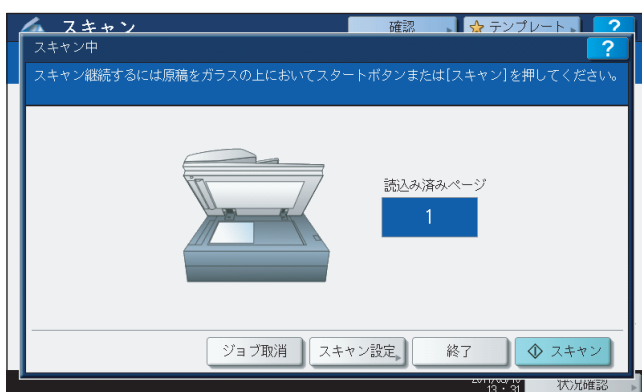 スキャン
確認
テンプレート
?
スキャン中
?
スキャン継続するには原稿をガラスの上においてスタートボタンまたは[スキャン]を押してください。
読込み済みページ
1
ジョブ取消
スキャン設定
終了
スキャン
13:31
状況確認